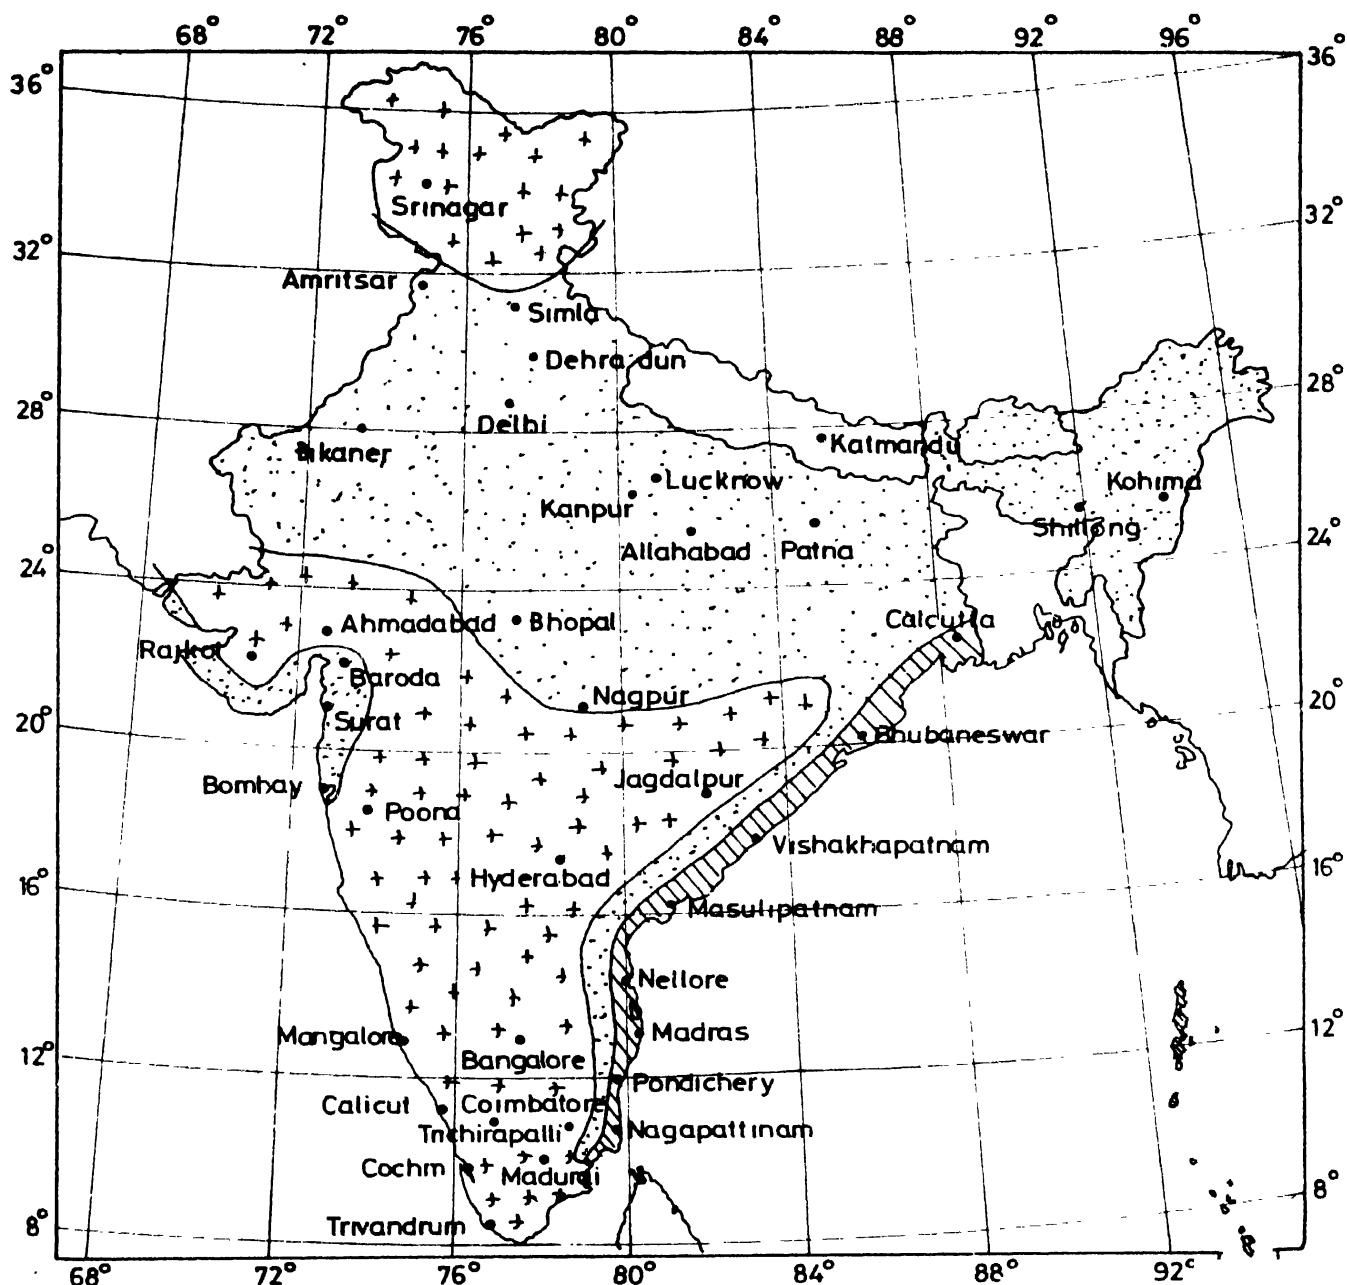 68° 72° 76° 80° 84° 88° 92° 96°
36° 36°
Srinagar
32° 32°
Amritsar
Simla
Dehra dun
28° 28°
Delhi
Bikaner
Katmandu
Lucknow
Kohima
Kanpur
Shillong
Allahabad Patna
24° 24°
Ahmadabad Bhopal Calcutta
Rajkot
Baroda
Nagpur
20° 20°
Surat
Bhubaneswar
Bombay Jagdalpur
Poona
Vishakhapatnam
16° 16°
Hyderabad
Masulipatnam
Nellore
Mangalore Madras
12° 12°
Bangalore
Pondichery
Calicut Coimbatore
Trichirapalli Nagapattinam
Cochm Madurai
8° 8°
Trivandrum
68° 72° 76° 80° 84° 88° 92°